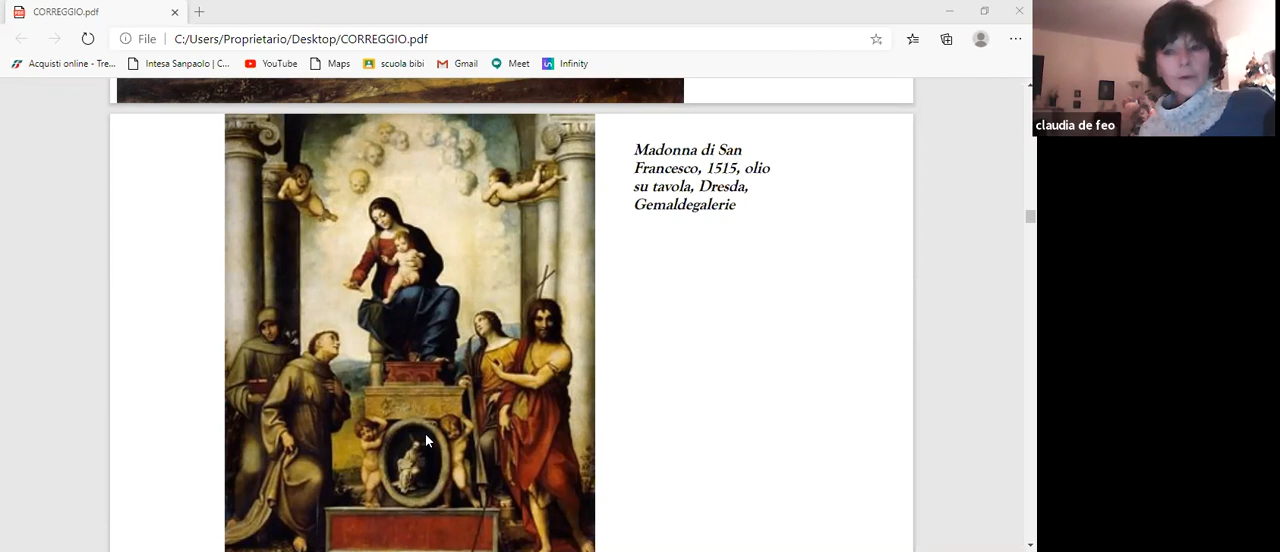 CORREGGIO.pdf
File C:/Users/Proprietario/Desktop/CORREGGIO.pdf
Acquisti online - Tre... Intesa Sanpaolo | C... YouTube Maps scuola bibi Gmail Meet Infinity
claudia de feo
Madonna di San
Francesco, 1515, olio
su tavola, Dresda,
Gemaldegalerie